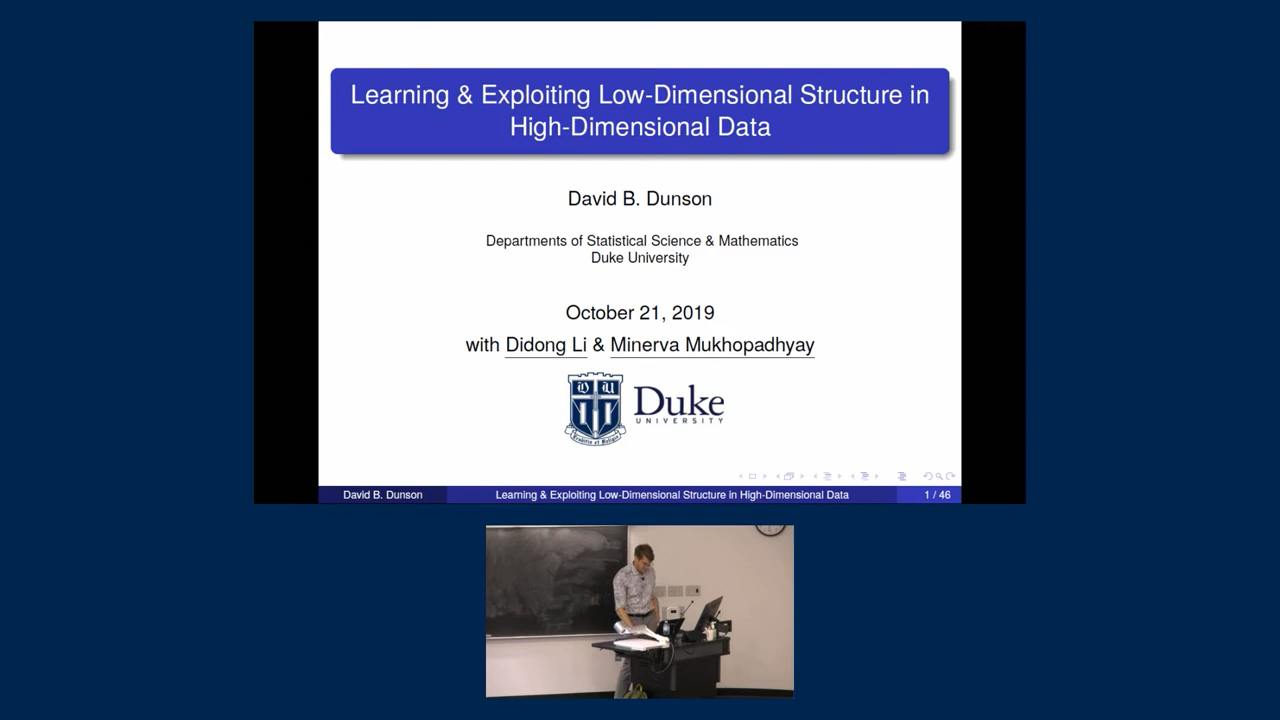 Learning & Exploiting Low-Dimensional Structure in
High-Dimensional Data
David B. Dunson
Departments of Statistical Science & Mathematics
Duke University
October 21, 2019
with Didong Li & Minerva Mukhopadhyay
Duke
UNIVERSITY
David B. Dunson
Learning & Exploiting Low-Dimensional Structure in High-Dimensional Data
1 / 46